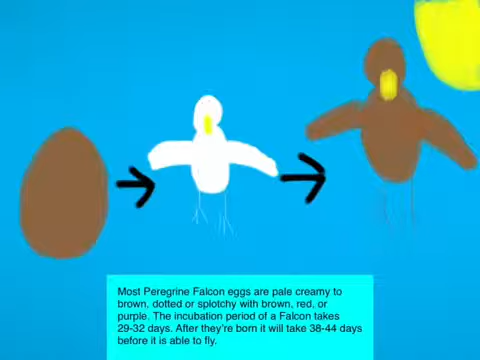 Most Peregrine Falcon eggs are pale creamy to
brown, dotted or splotchy with brown, red, or
purple. The incubation period of a Falcon takes
29-32 days. After they're born it will take 38-44 days
before it is able to fly.